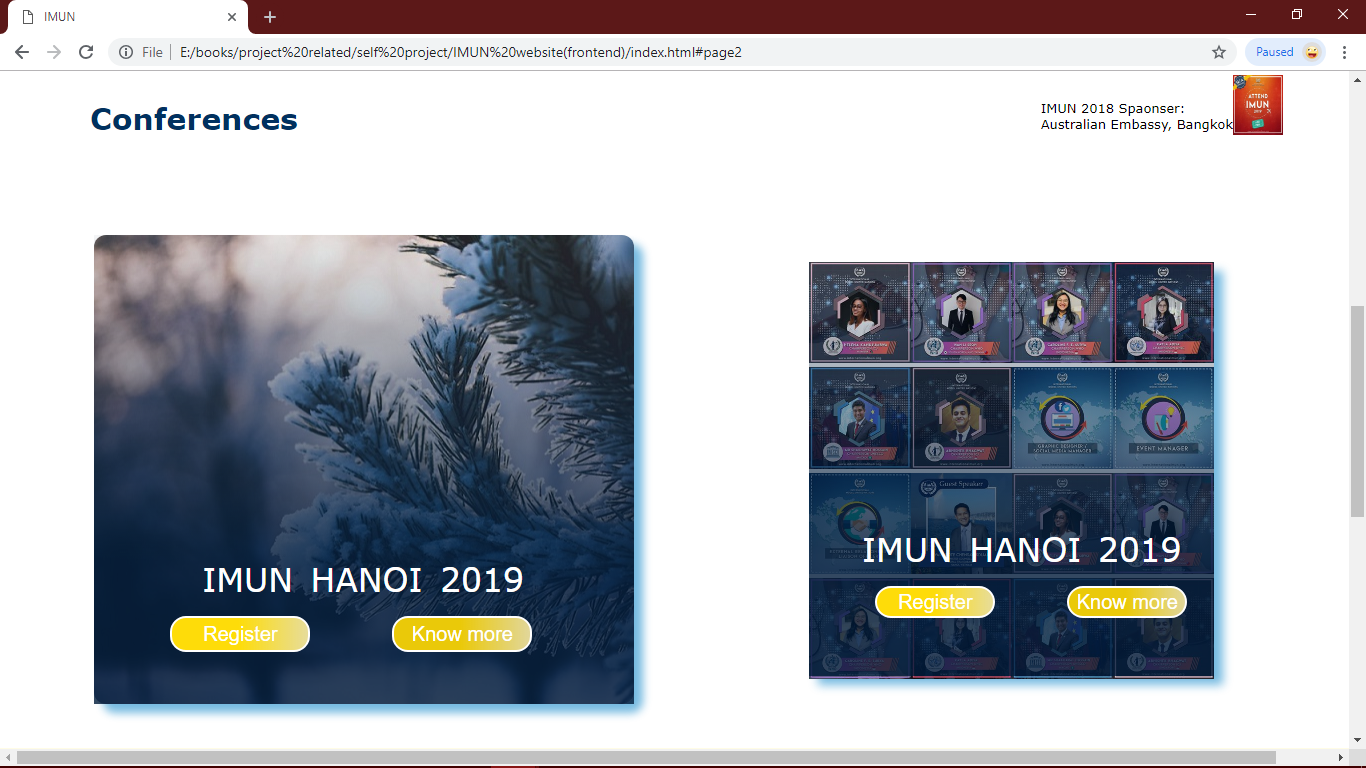 IMUN
File
E:/books/project%20related/self%20project/IMUN%20website(frontend)/index.html#page2
Paused
Conferences
IMUN 2018 Spaonser:
Australian Embassy, Bangkok
ATTEND
IMUN
2019
GRAPHIC DESIGNER /
SOCIAL MEDIA MANAGER
EVENT MANAGER
Guest Speaker
IMUN HANOI 2019
Register
Know more
IMUN HANOI 2019
Register
Know more